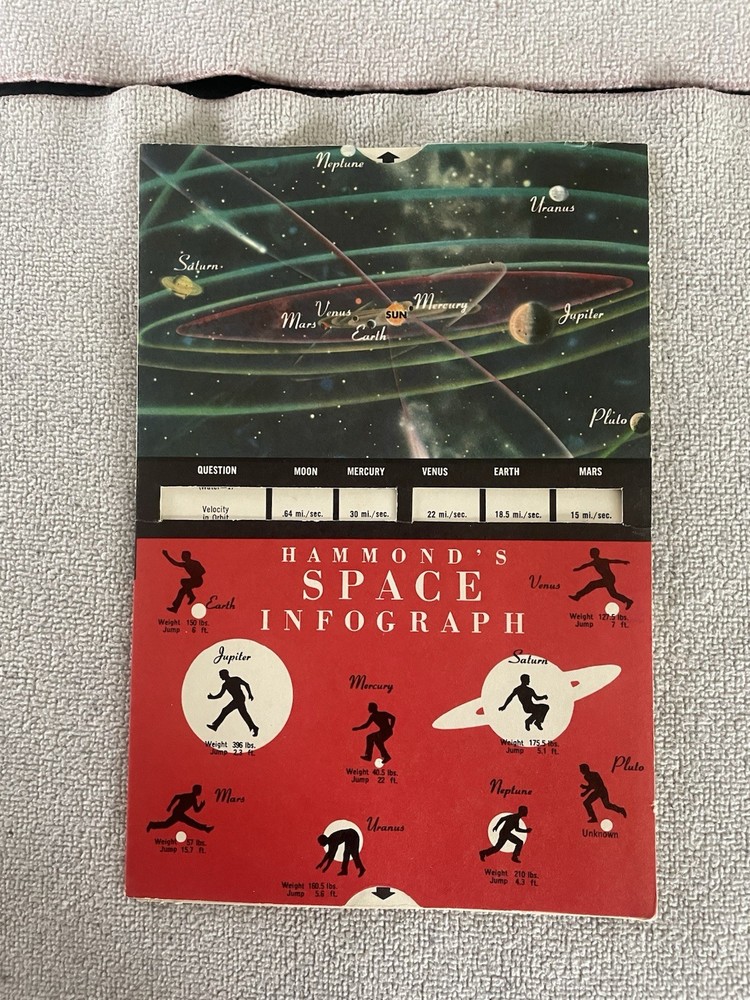 Neptune
Uranus
Saturn
Venus
Mercury
SUN
Mars
Jupiter
Earth
Pluto
QUESTION MOON MERCURY VENUS EARTH MARS
Velocity .64 mi./sec. 30 mi./sec. 22 mi./sec. 18.5 mi./sec. 15 mi./sec.
in Orbit
HAMMOND'S
SPACE
INFOGRAPH
Earth
Weight 150 lbs.
Jump 6 ft.
Venus
Weight 127.5 lbs.
Jump 7 ft.
Jupiter
Weight 396 lbs.
Jump 2.3 ft.
Mercury
Weight 40.5 lbs.
Jump 22 ft.
Saturn
Weight 175.5 lbs.
Jump 5.1 ft.
Pluto
Unknown
Mars
Weight 57 lbs.
Jump 15.7 ft.
Uranus
Weight 160.5 lbs.
Jump 5.6 ft.
Neptune
Weight 210 lbs.
Jump 4.3 ft.